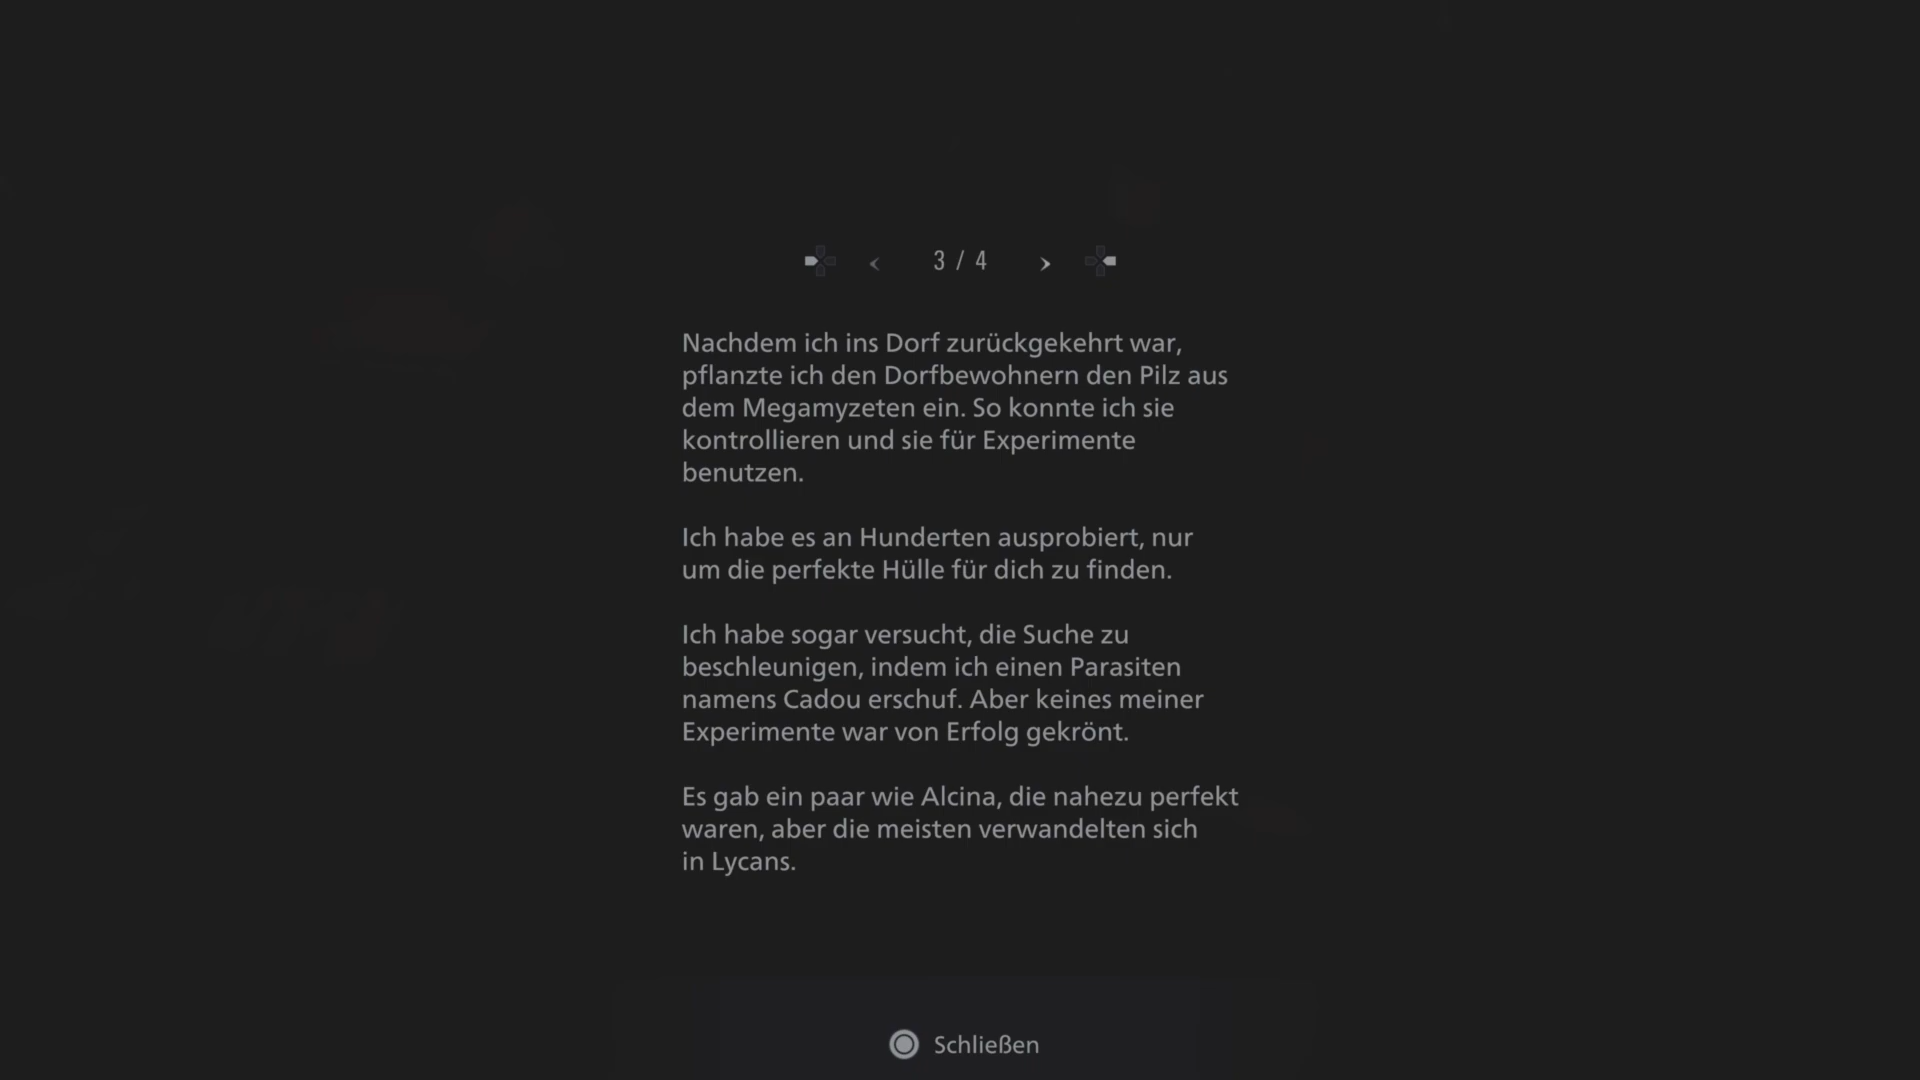 3 / 4
Nachdem ich ins Dorf zurückgekehrt war,
pflanzte ich den Dorfbewohnern den Pilz aus
dem Megamyzeten ein. So konnte ich sie
kontrollieren und sie für Experimente
benutzen.
Ich habe es an Hunderten ausprobiert, nur
um die perfekte Hülle für dich zu finden.
Ich habe sogar versucht, die Suche zu
beschleunigen, indem ich einen Parasiten
namens Cadou erschuf. Aber keines meiner
Experimente war von Erfolg gekrönt.
Es gab ein paar wie Alcina, die nahezu perfekt
waren, aber die meisten verwandelten sich
in Lycans.
Schließen